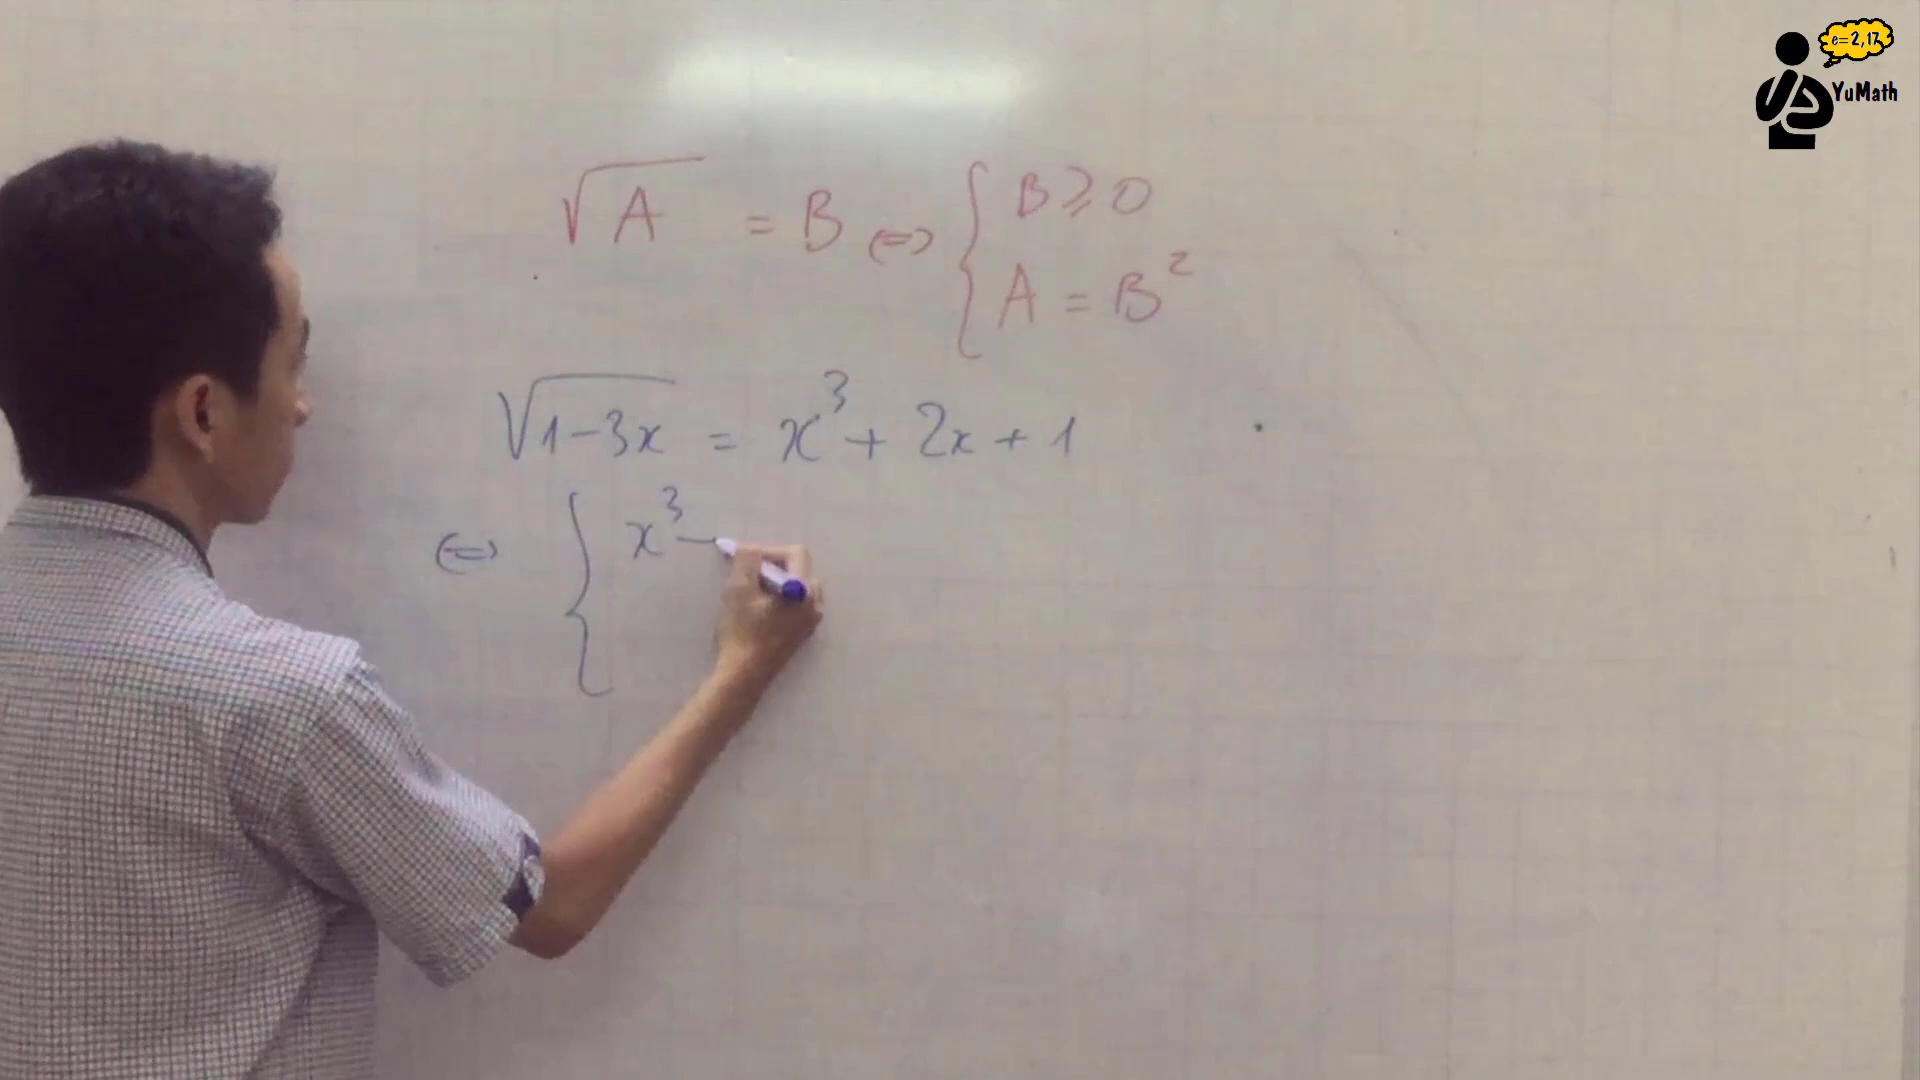 e=2,17
YuMath
√A = B ⇔ { B ⩾ 0
A = B²
√1-3x = x³ + 2x + 1
⇔ { x³ -